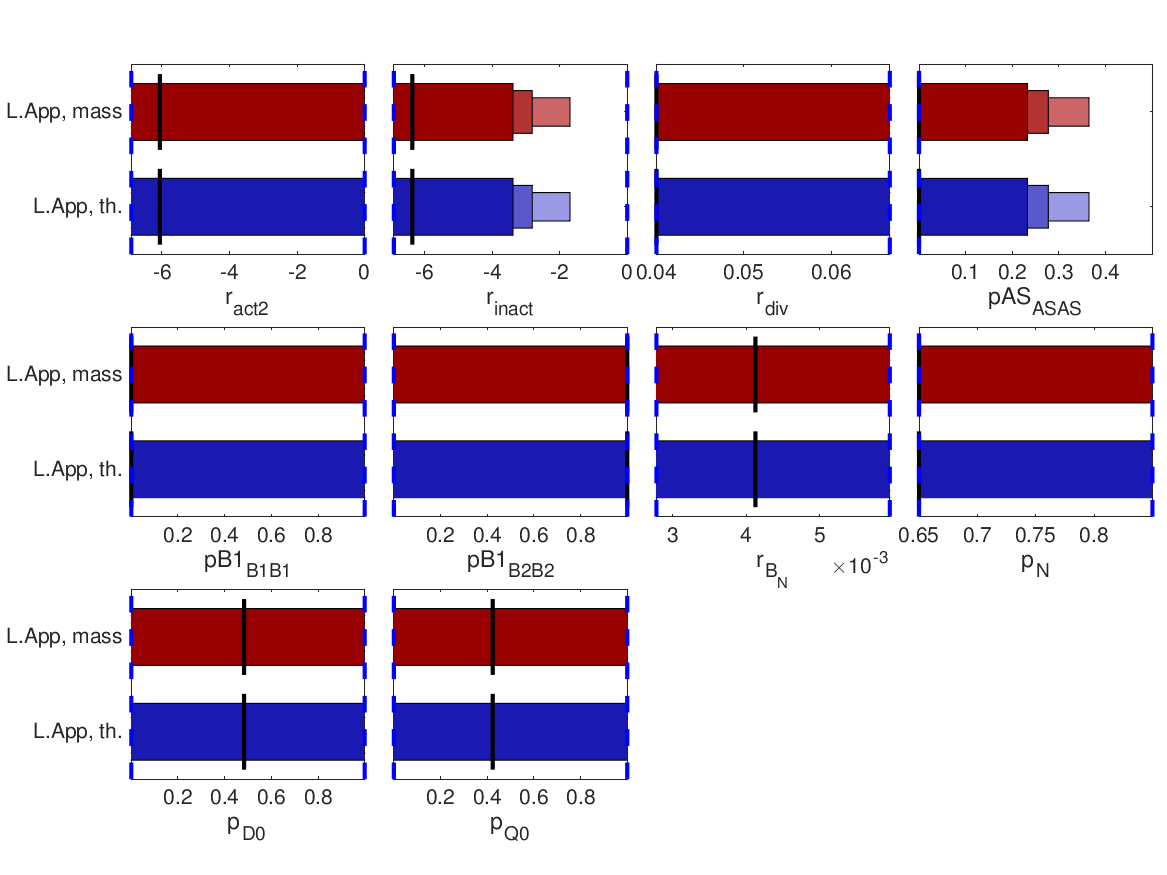 L.App, mass
L.App, th.
-6 -4 -2 0
r_act2
-6 -4 -2 0
r_inact
0.04 0.05 0.06
r_div
0.1 0.2 0.3 0.4
pAS_ASAS
L.App, mass
L.App, th.
0.2 0.4 0.6 0.8
pB1_B1B1
0.2 0.4 0.6 0.8
pB1_B2B2
3 4 5
×10^-3
r_B_N
0.65 0.7 0.75 0.8
p_N
L.App, mass
L.App, th.
0.2 0.4 0.6 0.8
p_D0
0.2 0.4 0.6 0.8
p_Q0